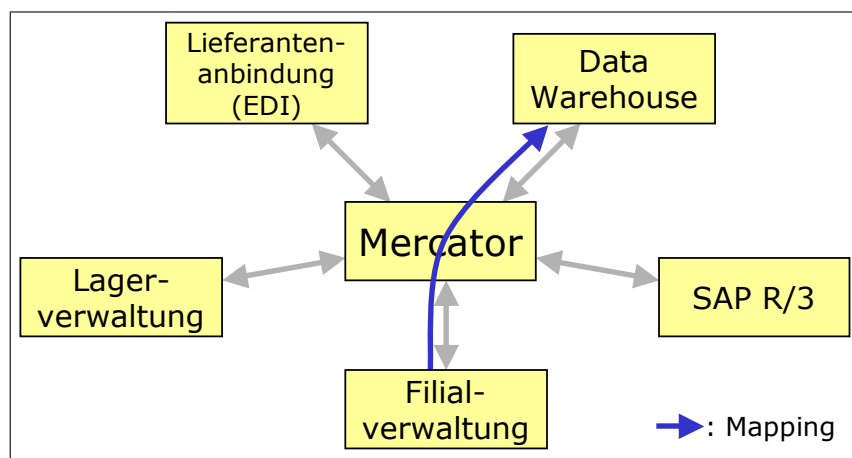 Lieferanten-
anbindung
(EDI)
Data
Warehouse
Mercator
Lager-
verwaltung
SAP R/3
Filial-
verwaltung
: Mapping